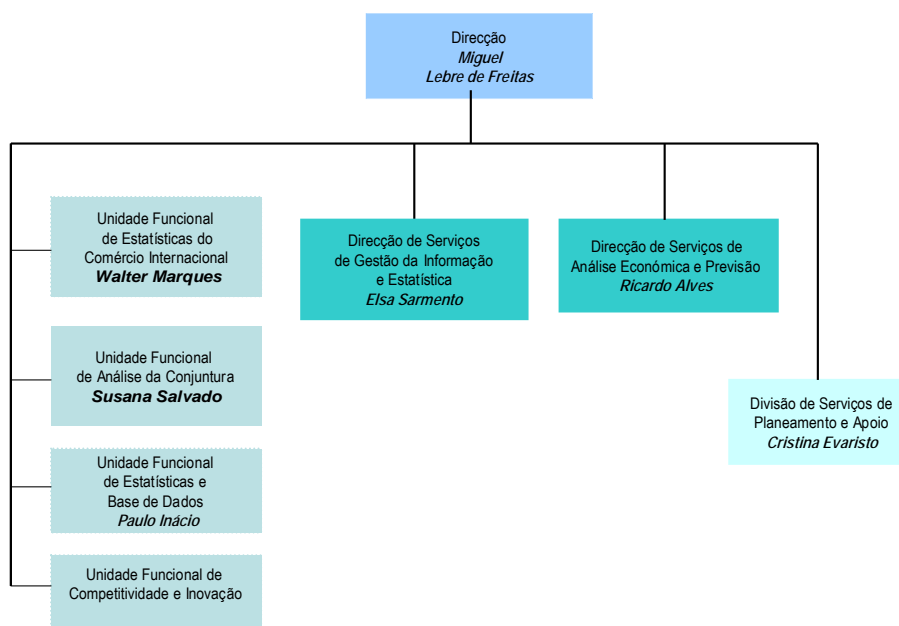 Direcção
Miguel
Lebre de Freitas
Unidade Funcional
de Estatísticas do
Comércio Internacional
Walter Marques
Direcção de Serviços
de Gestão da Informação
e Estatística
Elsa Sarmento
Direcção de Serviços de
Análise Económica e Previsão
Ricardo Alves
Unidade Funcional
de Análise da Conjuntura
Susana Salvado
Divisão de Serviços de
Planeamento e Apoio
Cristina Evaristo
Unidade Funcional
de Estatísticas e
Base de Dados
Paulo Inácio
Unidade Funcional de
Competitividade e Inovação